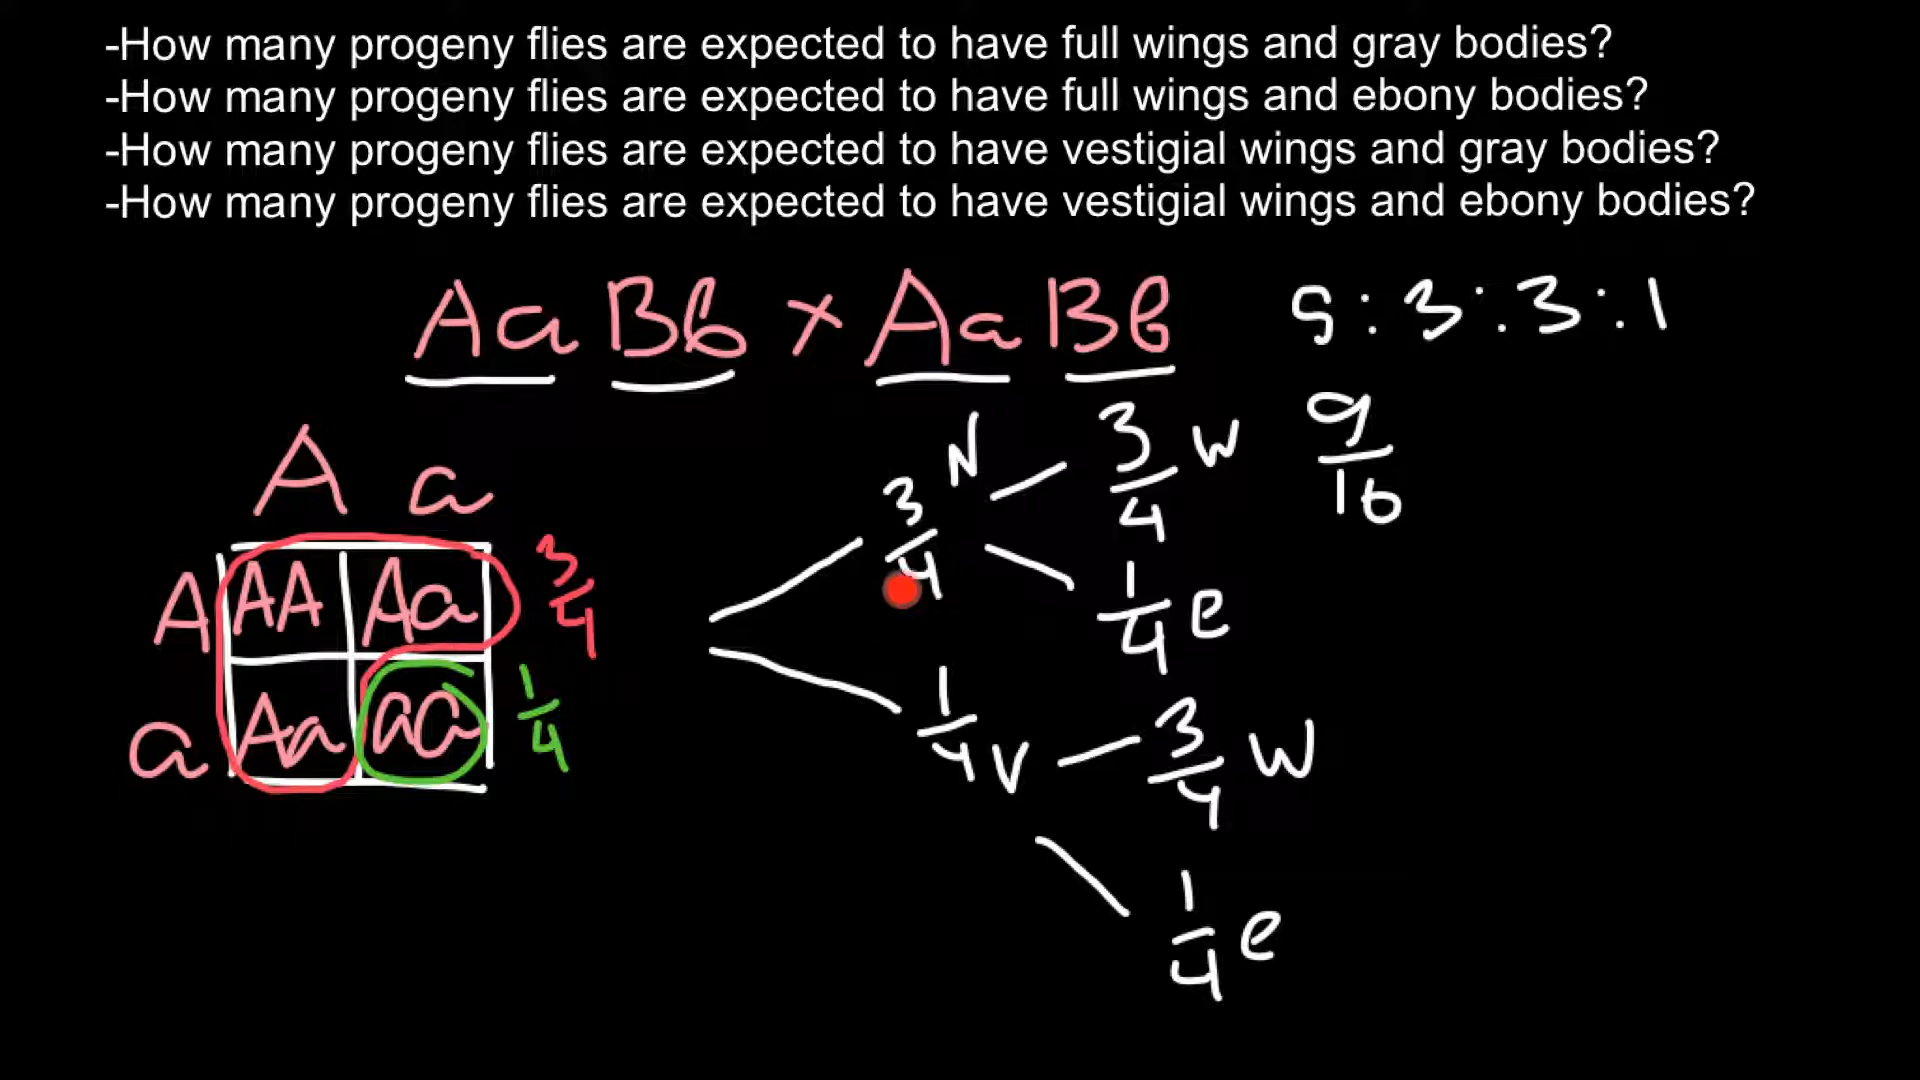 -How many progeny flies are expected to have full wings and gray bodies?
-How many progeny flies are expected to have full wings and ebony bodies?
-How many progeny flies are expected to have vestigial wings and gray bodies?
-How many progeny flies are expected to have vestigial wings and ebony bodies?
Aa Bb × Aa Bb 9:3:3:1
A a
A AA Aa 3/4
a Aa aa 1/4
3/4 N 3/4 W 9/16
1/4 e
1/4 V 3/4 W
1/4 e